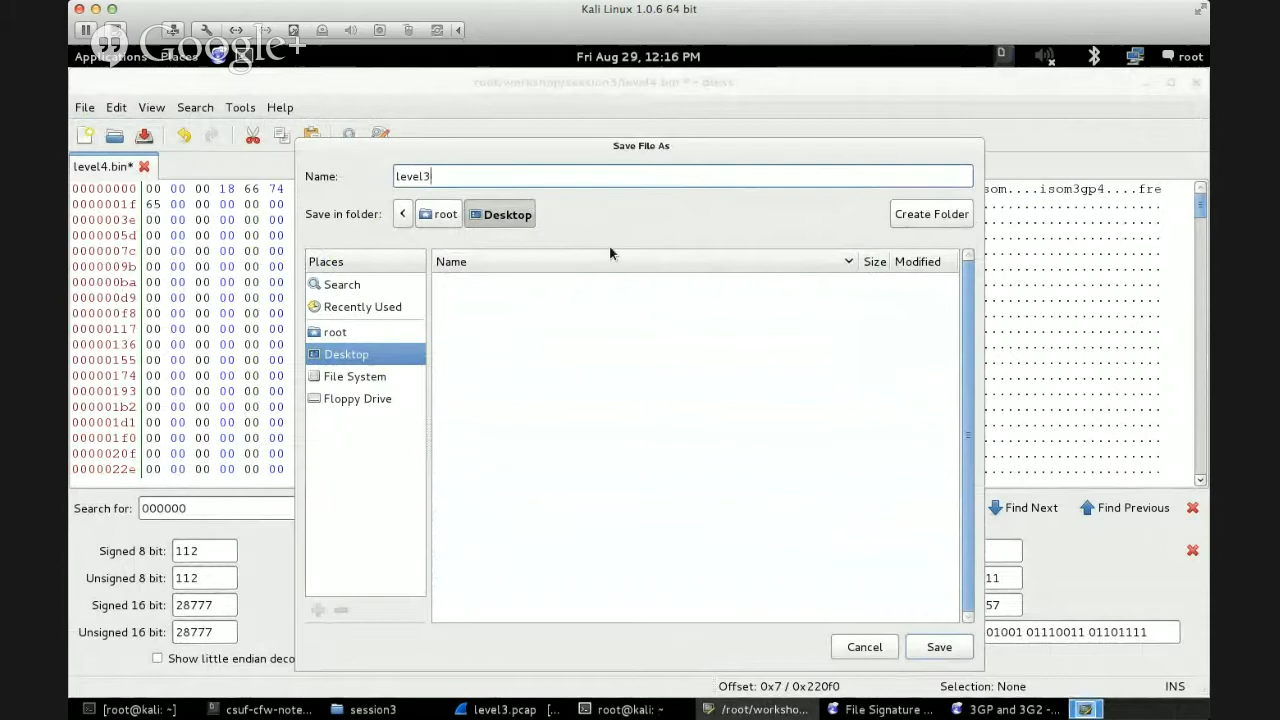 Kali Linux 1.0.6 64 bit
Google+
Applications Places Fri Aug 29, 12:16 PM root
/root/workshop/session3/level4.bin * - Bless
File Edit View Search Tools Help
Save File As
level4.bin*
Name: level3
Save in folder: root Desktop Create Folder
Places Name Size Modified
Search
Recently Used
root
Desktop
File System
Floppy Drive
00000000 00 00 00 18 66 74 som....isom3gp4....fre
0000001f 65 00 00 00 00 00
0000003e 00 00 00 00 00 00
0000005d 00 00 00 00 00 00
0000007c 00 00 00 00 00 00
0000009b 00 00 00 00 00 00
000000ba 00 00 00 00 00 00
000000d9 00 00 00 00 00 00
000000f8 00 00 00 00 00 00
00000117 00 00 00 00 00 00
00000136 00 00 00 00 00 00
00000155 00 00 00 00 00 00
00000174 00 00 00 00 00 00
00000193 00 00 00 00 00 00
000001b2 00 00 00 00 00 00
000001d1 00 00 00 00 00 00
000001f0 00 00 00 00 00 00
0000020f 00 00 00 00 00 00
0000022e 00 00 00 00 00 00
Search for: 000000 Find Next Find Previous
Signed 8 bit: 112
Unsigned 8 bit: 112 11
Signed 16 bit: 28777 57
Unsigned 16 bit: 28777 01001 01110011 01101111
Show little endian deco
Cancel Save
Offset: 0x7 / 0x220f0 Selection: None INS
[root@kali: ~] csuf-cfw-note... session3 level3.pcap [... root@kali: ~ /root/worksho... File Signature ... 3GP and 3G2 -...